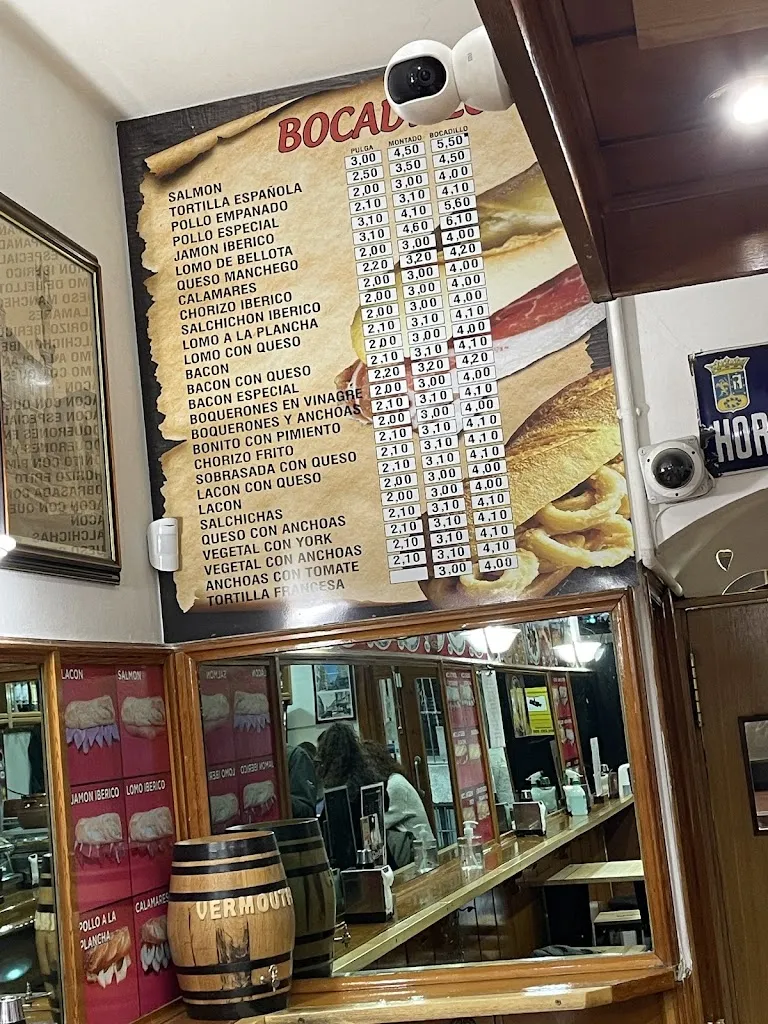 BOCAD
PULGA MONTADO BOCADILLO
SALMON 3,00 4,50 5,50
TORTILLA ESPAÑOLA 2,50 3,50 4,50
POLLO EMPANADO 2,00 3,00 4,00
POLLO ESPECIAL 2,10 3,10 4,10
JAMON IBERICO 3,10 4,10 5,60
LOMO DE BELLOTA 3,10 4,60 6,10
QUESO MANCHEGO 2,00 3,00 4,00
CALAMARES 2,20 3,20 4,20
CHORIZO IBERICO 2,00 3,00 4,00
SALCHICHON IBERICO 2,00 3,00 4,00
LOMO A LA PLANCHA 2,00 3,00 4,00
LOMO CON QUESO 2,10 3,10 4,10
BACON 2,00 3,00 4,00
BACON CON QUESO 2,10 3,10 4,10
BACON ESPECIAL 2,20 3,20 4,20
BOQUERONES EN VINAGRE 2,00 3,00 4,00
BOQUERONES Y ANCHOAS 2,10 3,10 4,10
BONITO CON PIMIENTO 2,00 3,00 4,00
CHORIZO FRITO 2,10 3,10 4,10
SOBRASADA CON QUESO 2,10 3,10 4,10
LACON CON QUESO 2,10 3,10 4,10
LACON 2,00 3,00 4,00
SALCHICHAS 2,00 3,00 4,00
QUESO CON ANCHOAS 2,10 3,10 4,10
VEGETAL CON YORK 2,10 3,10 4,10
VEGETAL CON ANCHOAS 2,10 3,10 4,10
ANCHOAS CON TOMATE 2,10 3,10 4,10
TORTILLA FRANCESA 3,00 4,00
HOR
LACON SALMON
JAMON IBERICO LOMO IBERICO
POLLO A LA PLANCHA CALAMARES
VERMOUTH